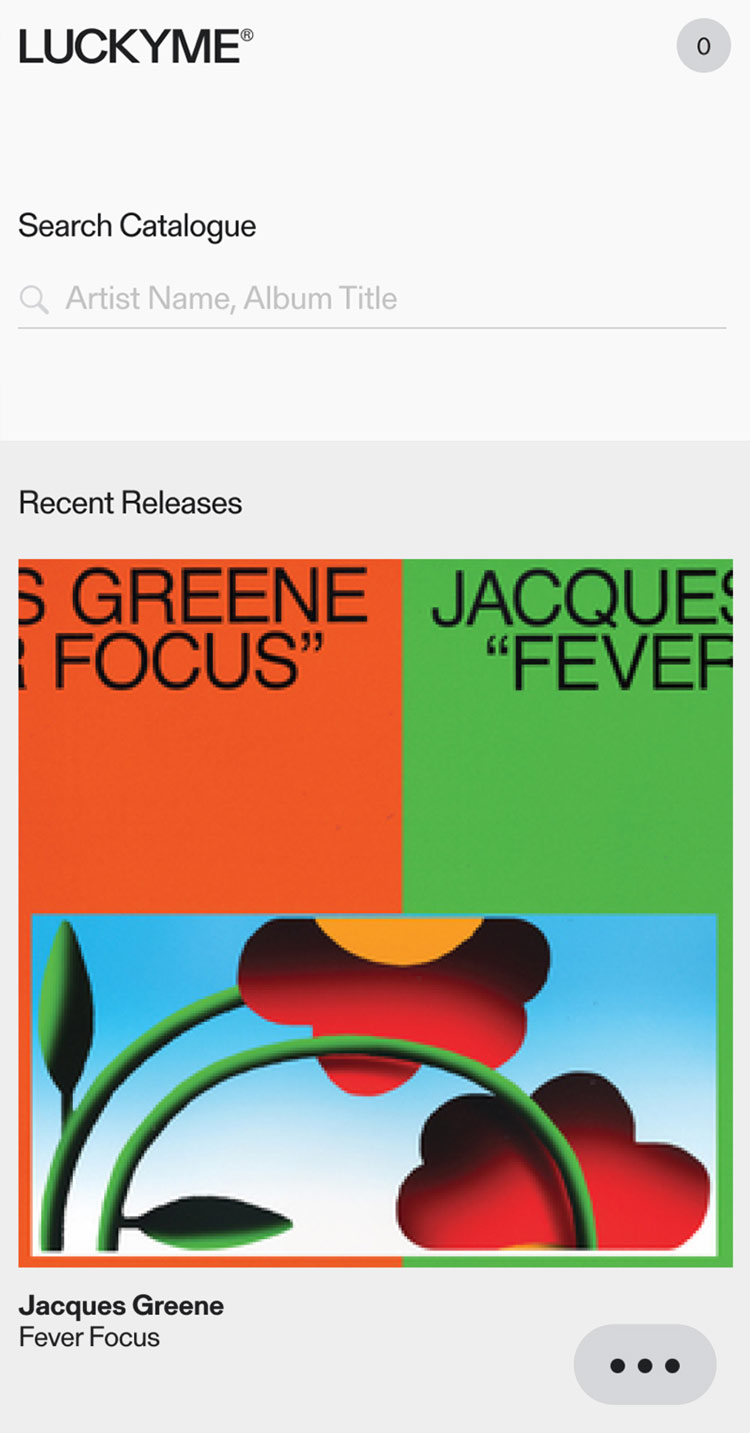 LUCKYME®
0
Search Catalogue
Artist Name, Album Title
Recent Releases
S GREENE
R FOCUS”
JACQUES
“FEVER
Jacques Greene
Fever Focus